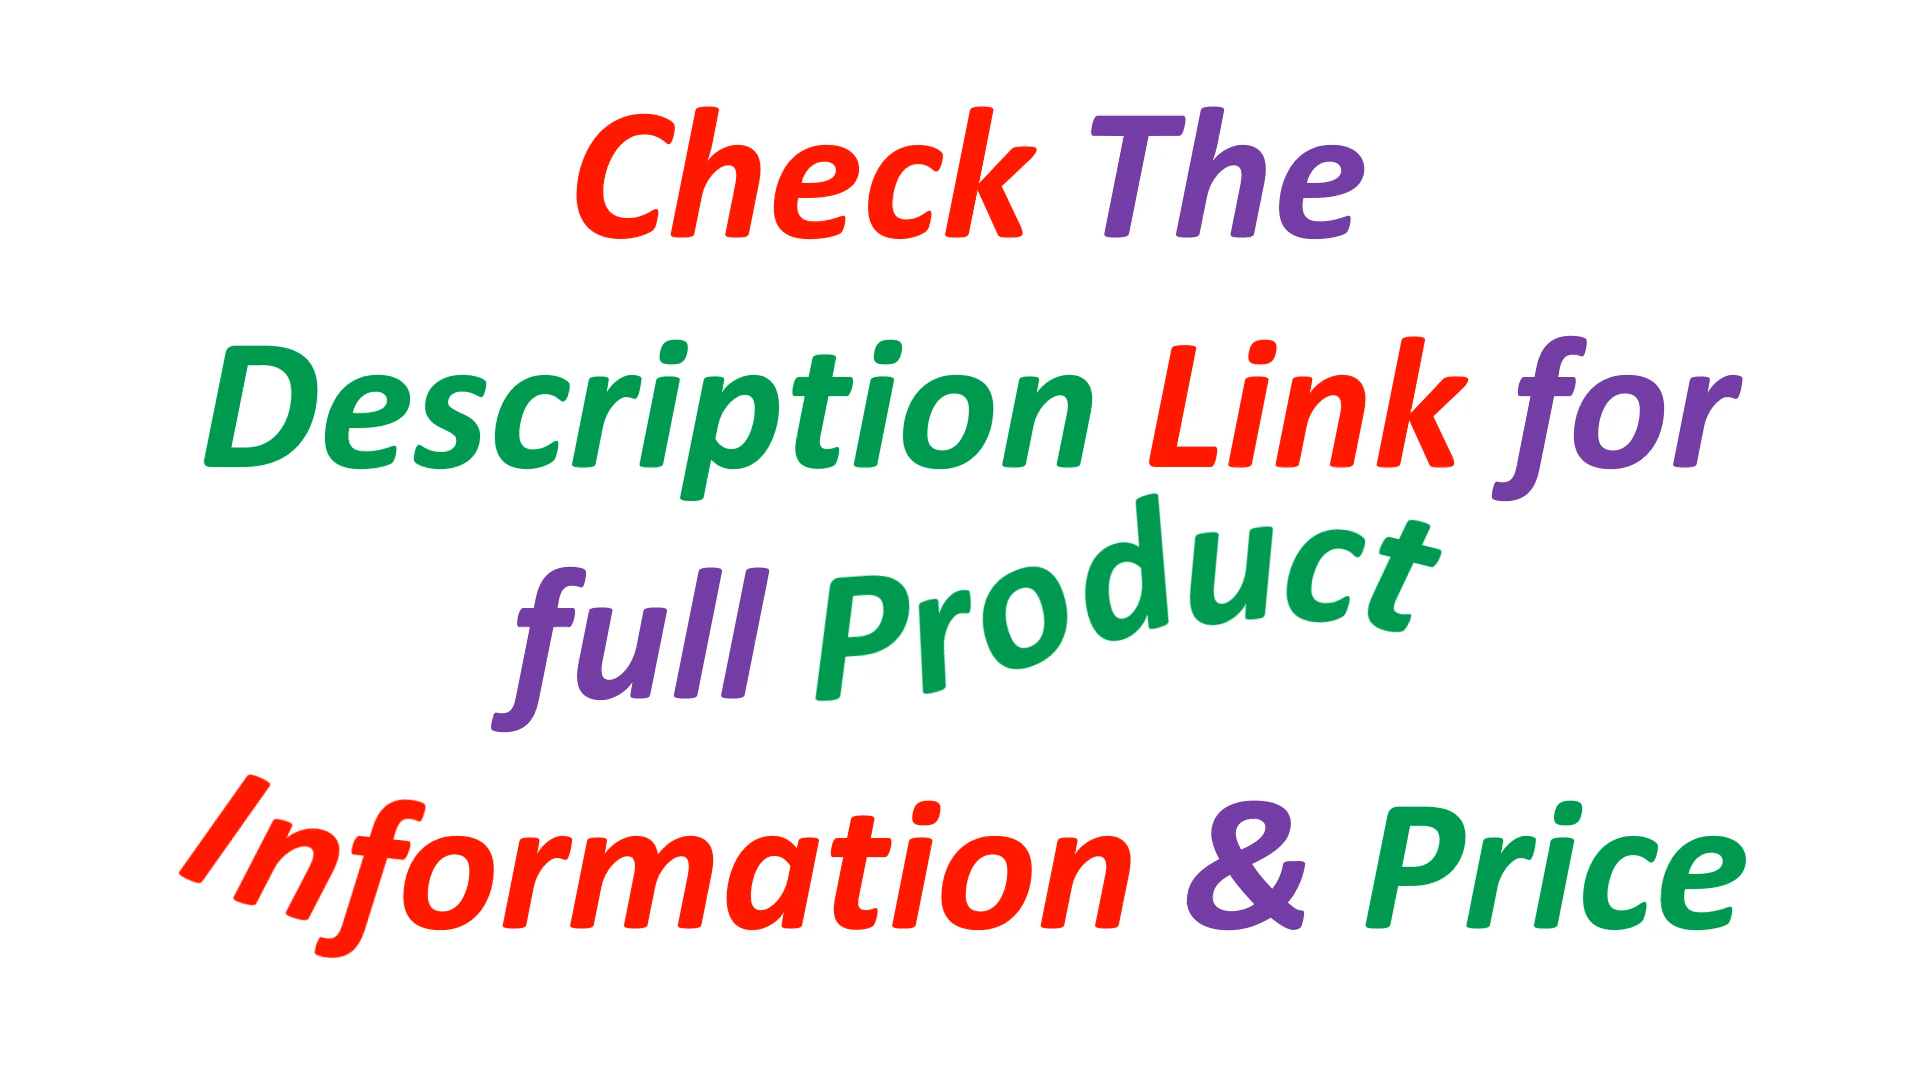 Check The
Description Link for
full Product
Information & Price